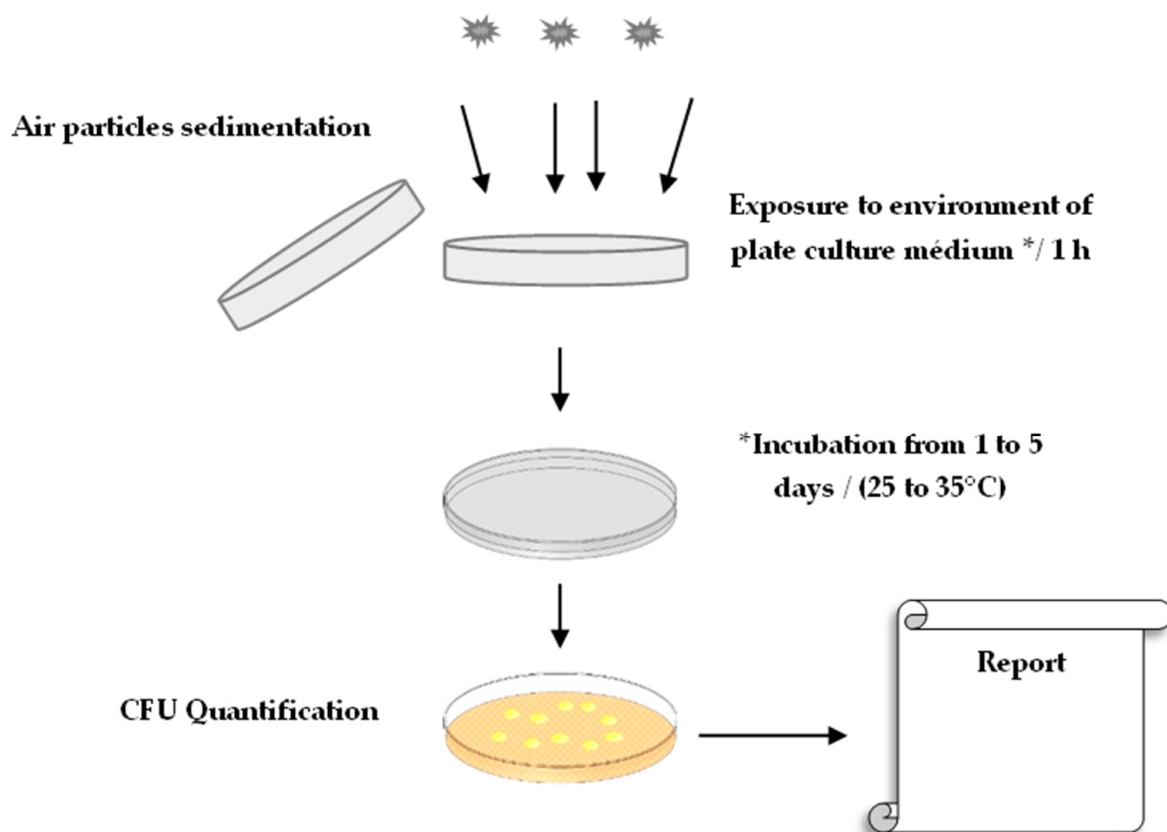 Air particles sedimentation
Exposure to environment of
plate culture médium */ 1 h
*Incubation from 1 to 5
days / (25 to 35°C)
CFU Quantification
Report